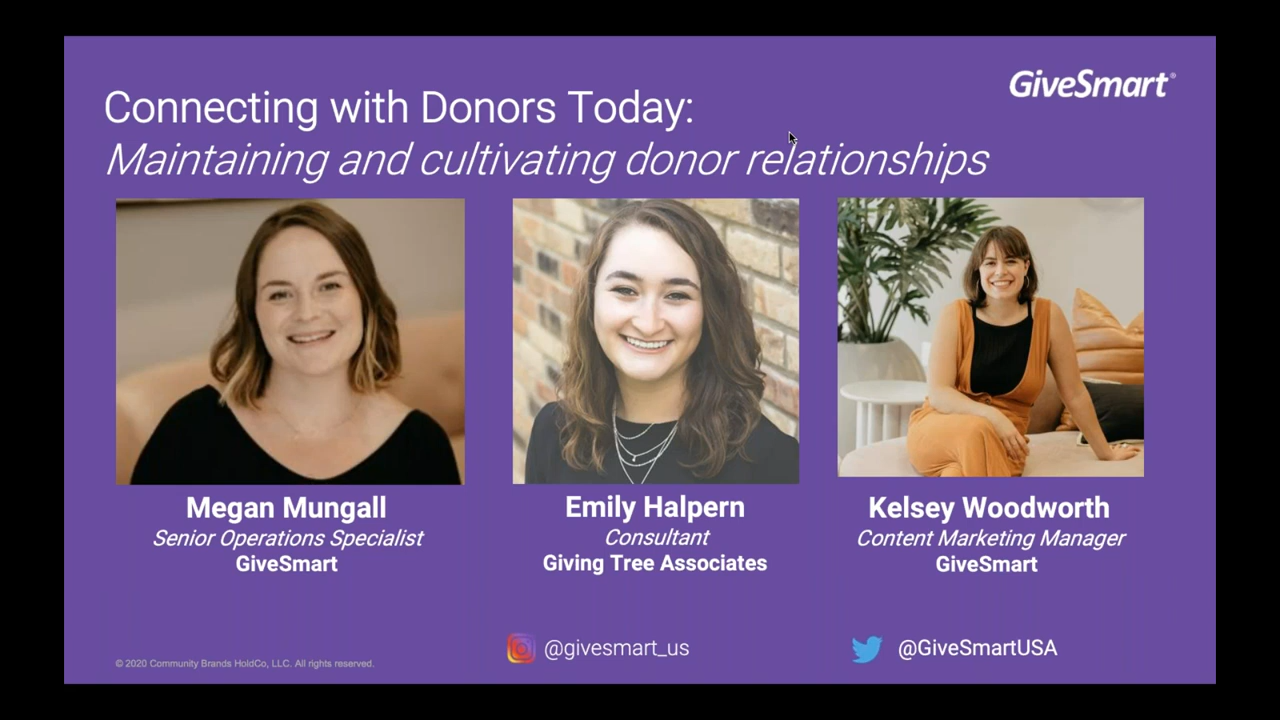 GiveSmart®
Connecting with Donors Today:
Maintaining and cultivating donor relationships
Megan Mungall
Senior Operations Specialist
GiveSmart
Emily Halpern
Consultant
Giving Tree Associates
Kelsey Woodworth
Content Marketing Manager
GiveSmart
© 2020 Community Brands HoldCo, LLC. All rights reserved.
@givesmart_us
@GiveSmartUSA